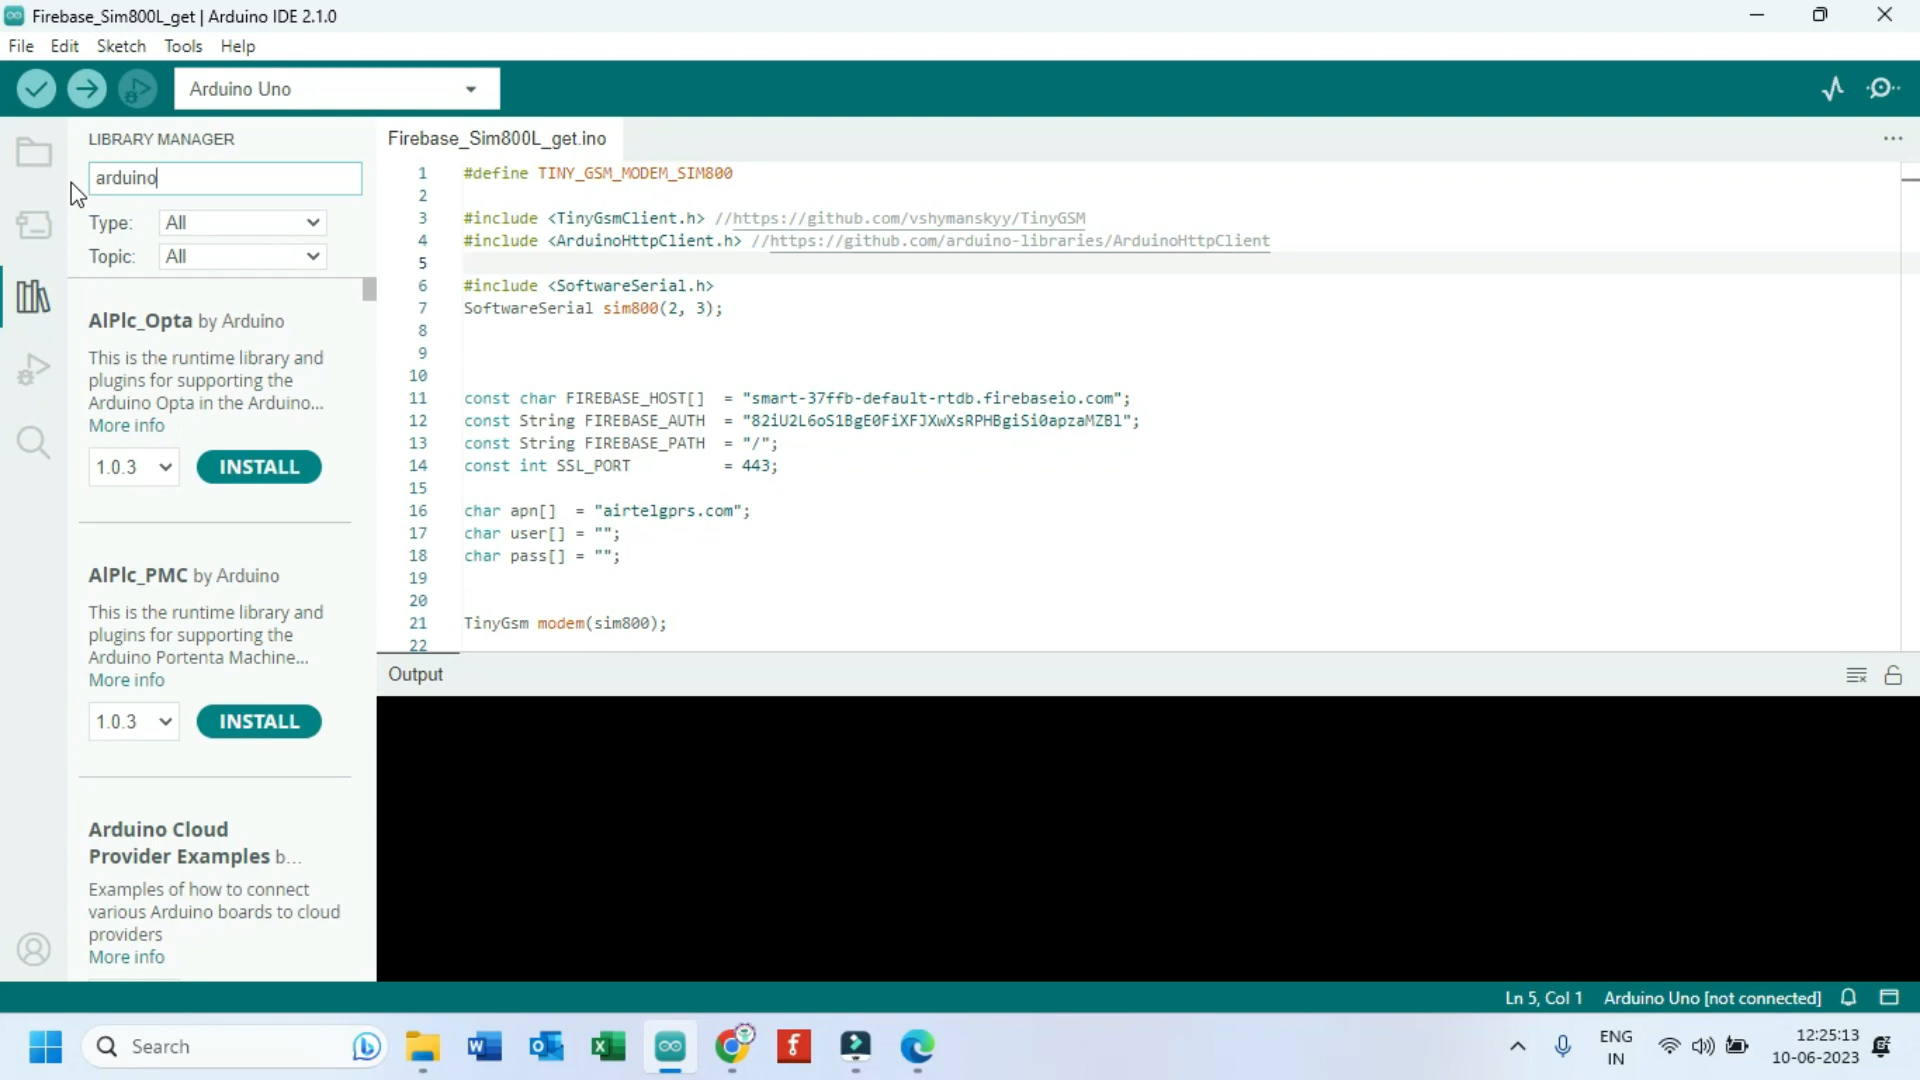 Firebase_Sim800L_get | Arduino IDE 2.1.0
File Edit Sketch Tools Help
Arduino Uno
LIBRARY MANAGER
arduino
Type: All
Topic: All
AlPlc_Opta by Arduino
This is the runtime library and
plugins for supporting the
Arduino Opta in the Arduino...
More info
1.0.3 INSTALL
AlPlc_PMC by Arduino
This is the runtime library and
plugins for supporting the
Arduino Portenta Machine...
More info
1.0.3 INSTALL
Arduino Cloud
Provider Examples b...
Examples of how to connect
various Arduino boards to cloud
providers
More info
Firebase_Sim800L_get.ino
1 #define TINY_GSM_MODEM_SIM800
2
3 #include <TinyGsmClient.h> //https://github.com/vshymanskyy/TinyGSM
4 #include <ArduinoHttpClient.h> //https://github.com/arduino-libraries/ArduinoHttpClient
5
6 #include <SoftwareSerial.h>
7 SoftwareSerial sim800(2, 3);
8
9
10
11 const char FIREBASE_HOST[] = "smart-37ffb-default-rtdb.firebaseio.com";
12 const String FIREBASE_AUTH = "82iU2L6oS1BgE0FiXFJXwXsRPHBgiSi0apzaMZBl";
13 const String FIREBASE_PATH = "/";
14 const int SSL_PORT = 443;
15
16 char apn[] = "airtelgprs.com";
17 char user[] = "";
18 char pass[] = "";
19
20
21 TinyGsm modem(sim800);
22
Output
Ln 5, Col 1 Arduino Uno [not connected]
Search
ENG
IN
12:25:13
10-06-2023